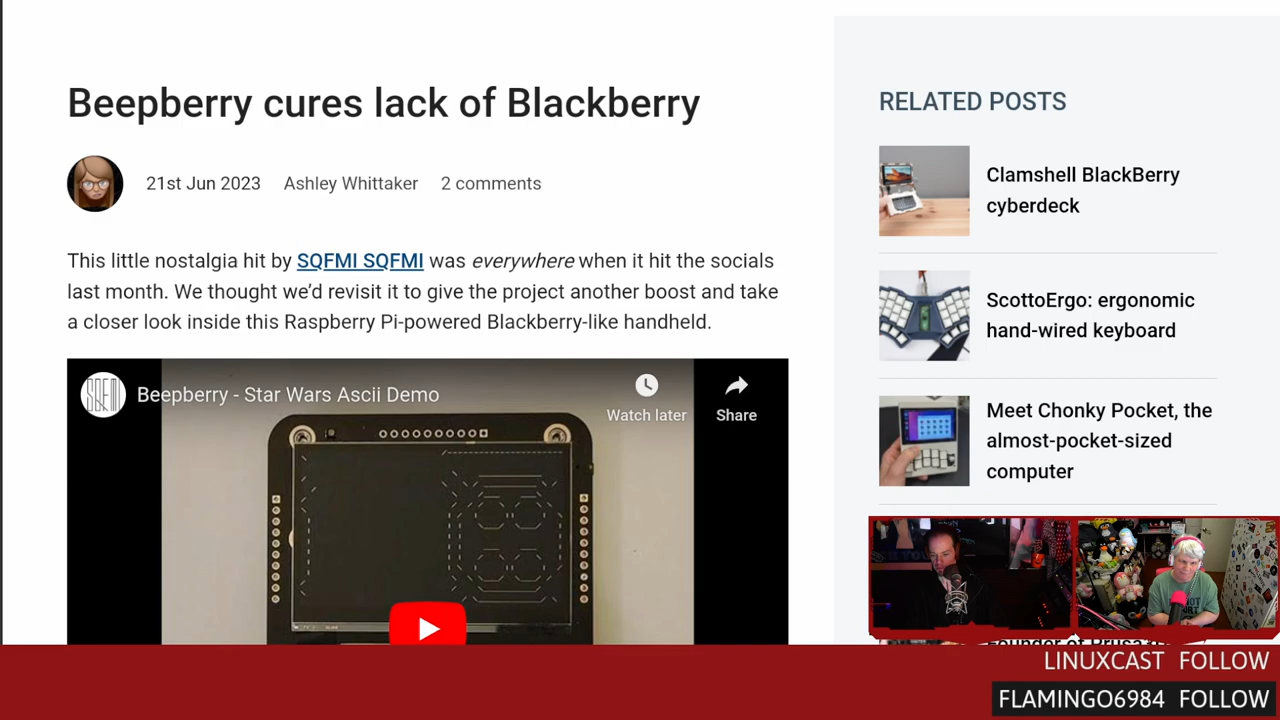 Beepberry cures lack of Blackberry
21st Jun 2023 Ashley Whittaker 2 comments
This little nostalgia hit by SQFMI SQFMI was everywhere when it hit the socials
last month. We thought we'd revisit it to give the project another boost and take
a closer look inside this Raspberry Pi-powered Blackberry-like handheld.
SQFMI
Beepberry - Star Wars Ascii Demo
Watch later
Share
RELATED POSTS
Clamshell BlackBerry
cyberdeck
ScottoErgo: ergonomic
hand-wired keyboard
Meet Chonky Pocket, the
almost-pocket-sized
computer
LINUXCAST FOLLOW
FLAMINGO6984 FOLLOW